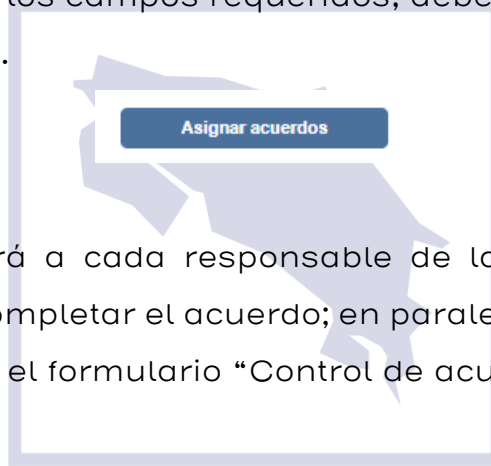 los campos requeridos, debe
.
Asignar acuerdos
rá a cada responsable de la
ompletar el acuerdo; en parale
el formulario “Control de acu